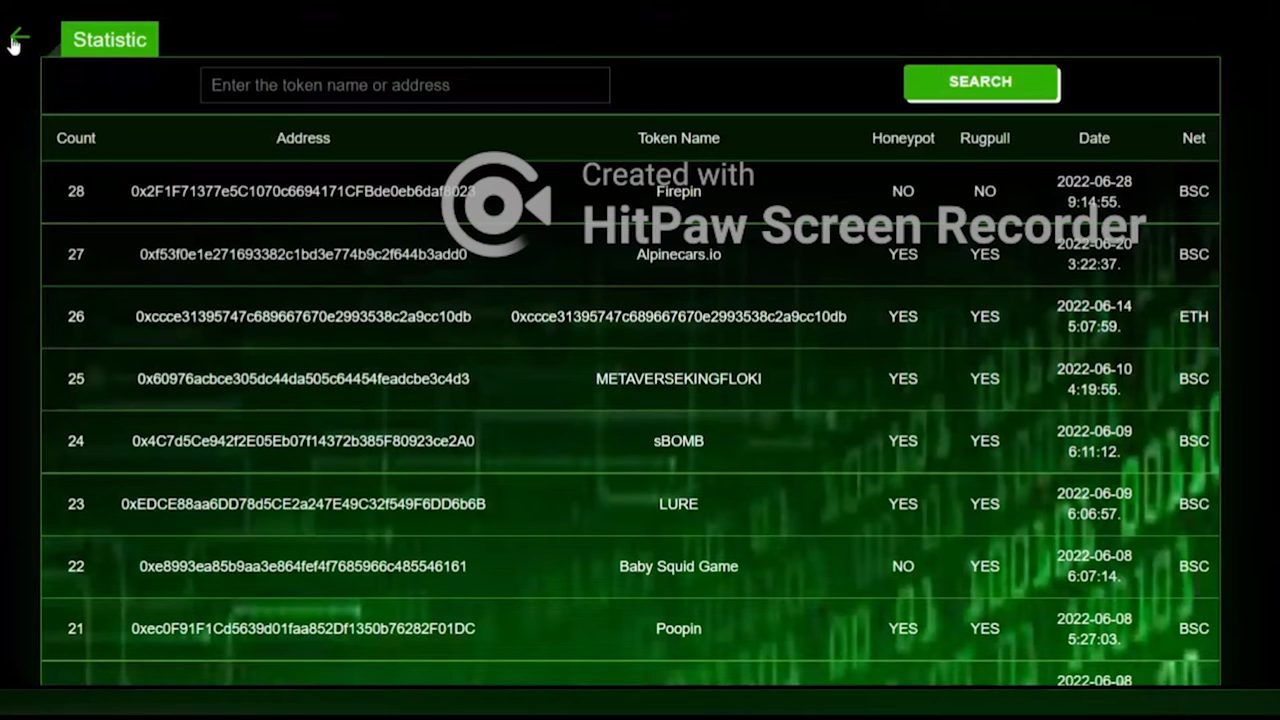 Statistic
Enter the token name or address
SEARCH
Count Address Token Name Honeypot Rugpull Date Net
Created with
HitPaw Screen Recorder
28 0x2F1F71377e5C1070c6694171CFBde0eb6daf8023 Firepin NO NO 2022-06-28 9:14:55. BSC
27 0xf53f0e1e271693382c1bd3e774b9c2f644b3add0 Alpinecars.io YES YES 2022-06-20 3:22:37. BSC
26 0xccce31395747c689667670e2993538c2a9cc10db 0xccce31395747c689667670e2993538c2a9cc10db YES YES 2022-06-14 5:07:59. ETH
25 0x60976acbce305dc44da505c64454feadcbe3c4d3 METAVERSEKINGFLOKI YES YES 2022-06-10 4:19:55. BSC
24 0x4C7d5Ce942f2E05Eb07f14372b385F80923ce2A0 sBOMB YES YES 2022-06-09 6:11:12. BSC
23 0xEDCE88aa6DD78d5CE2a247E49C32f549F6DD6b6B LURE YES YES 2022-06-09 6:06:57. BSC
22 0xe8993ea85b9aa3e864fef4f7685966c485546161 Baby Squid Game NO YES 2022-06-08 6:07:14. BSC
21 0xec0F91F1Cd5639d01faa852Df1350b76282F01DC Poopin YES YES 2022-06-08 5:27:03. BSC
2022-06-08